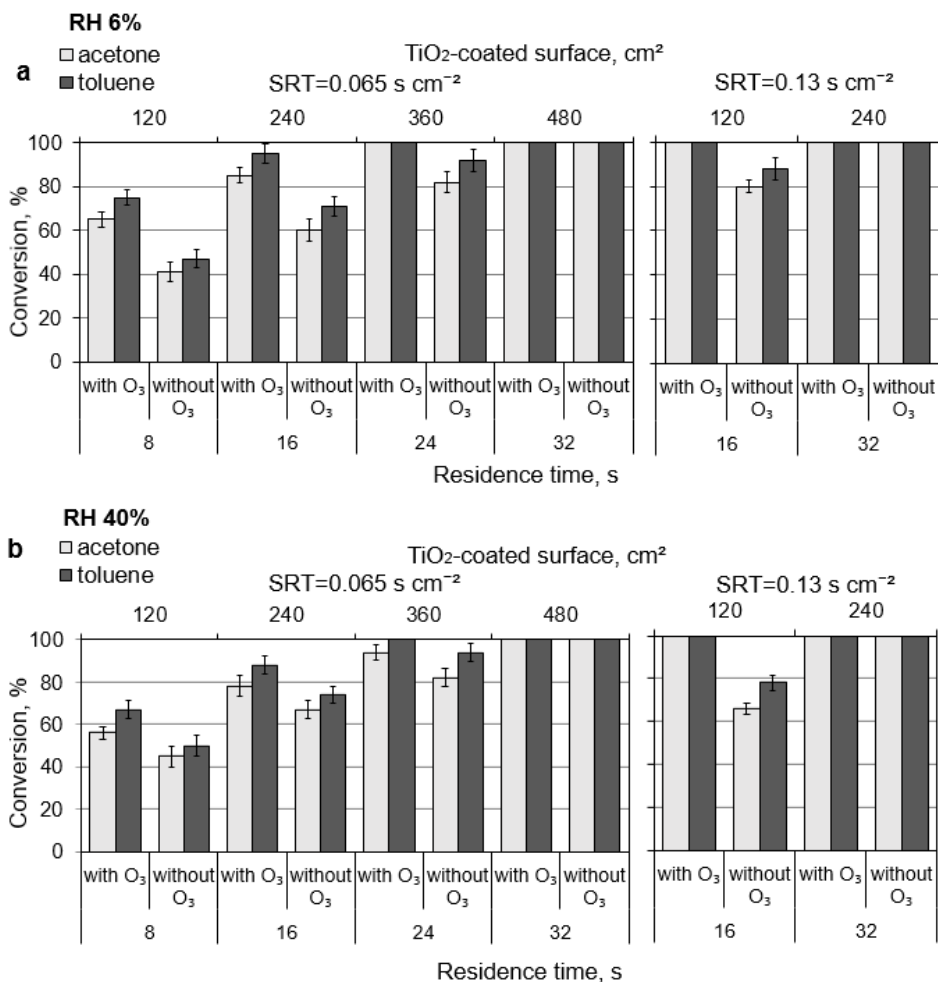 RH 6%
acetone
toluene
a
TiO₂-coated surface, cm²
SRT=0.065 s cm⁻²
SRT=0.13 s cm⁻²
120 240 360 480 120 240
100
80
60
40
20
0
Conversion, %
with O₃ without O₃ with O₃ without O₃ with O₃ without O₃ with O₃ without O₃ with O₃ without O₃ with O₃ without O₃
8 16 24 32 16 32
Residence time, s
RH 40%
b
acetone
toluene
TiO₂-coated surface, cm²
SRT=0.065 s cm⁻²
SRT=0.13 s cm⁻²
120 240 360 480 120 240
100
80
60
40
20
0
Conversion, %
with O₃ without O₃ with O₃ without O₃ with O₃ without O₃ with O₃ without O₃ with O₃ without O₃ with O₃ without O₃
8 16 24 32 16 32
Residence time, s